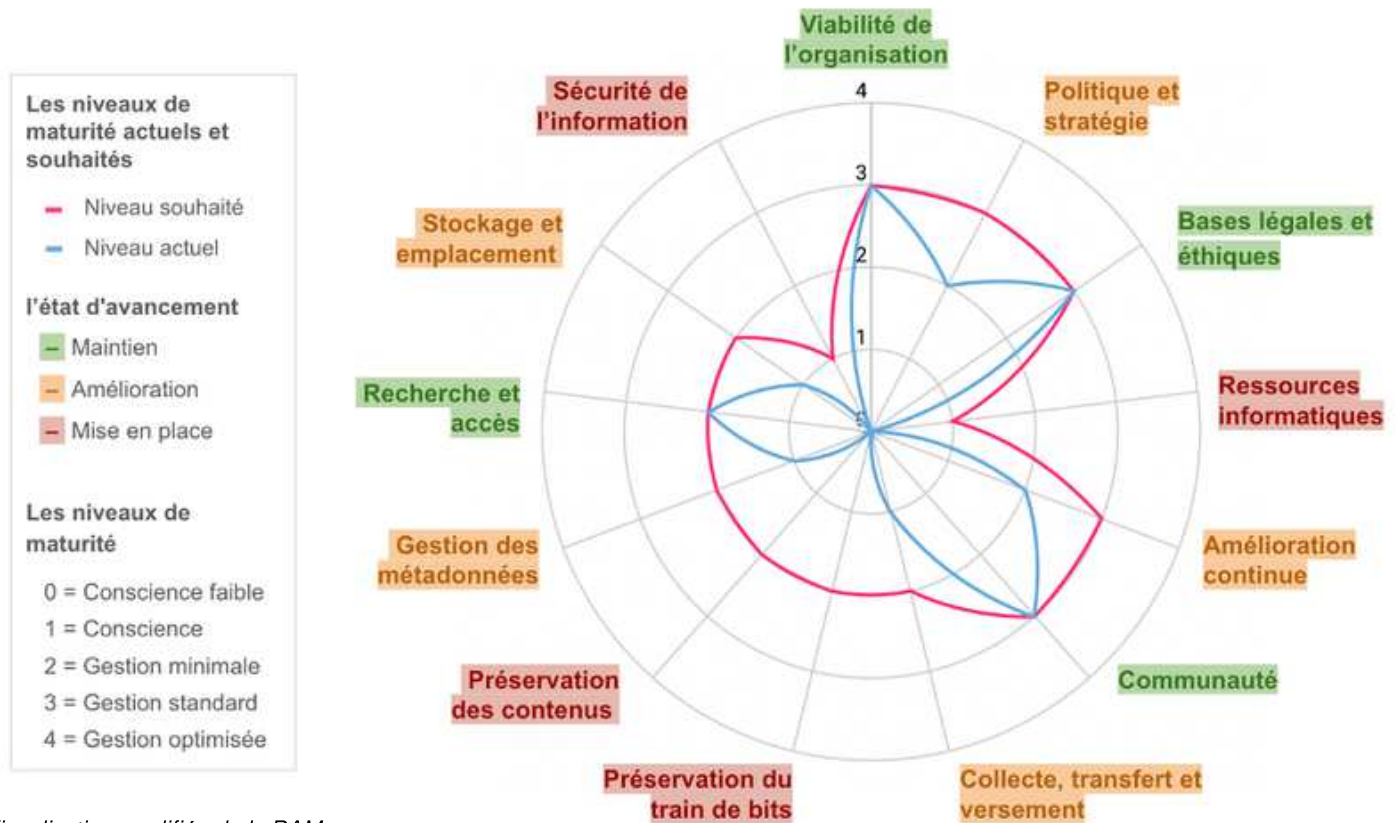 Les niveaux de
maturité actuels et
souhaités
Niveau souhaité
Niveau actuel
l'état d'avancement
Maintien
Amélioration
Mise en place
Les niveaux de
maturité
0 = Conscience faible
1 = Conscience
2 = Gestion minimale
3 = Gestion standard
4 = Gestion optimisée
Viabilité de
l'organisation
Politique et
stratégie
Bases légales et
éthiques
Ressources
informatiques
Amélioration
continue
Communauté
Collecte, transfert et
versement
Préservation du
train de bits
Préservation
des contenus
Gestion des
métadonnées
Recherche et
accès
Stockage et
emplacement
Sécurité de
l'information
4
3
2
1